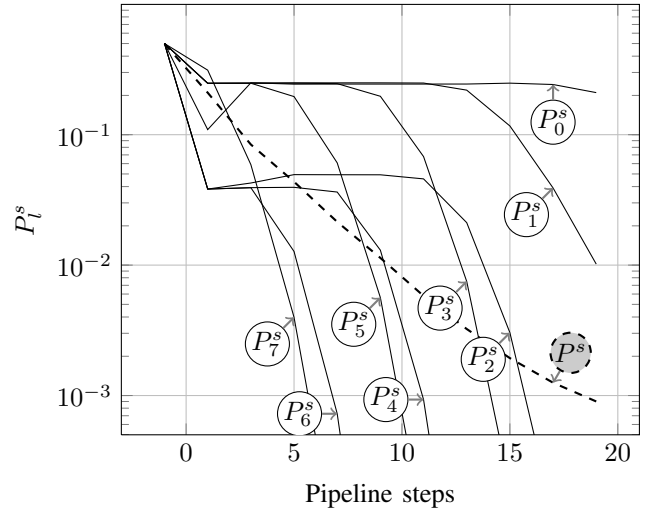 10⁻¹
10⁻²
10⁻³
P_l^s
P_0^s
P_1^s
P_3^s
P_5^s
P_7^s
P_2^s
P^s
P_4^s
P_6^s
0 5 10 15 20
Pipeline steps